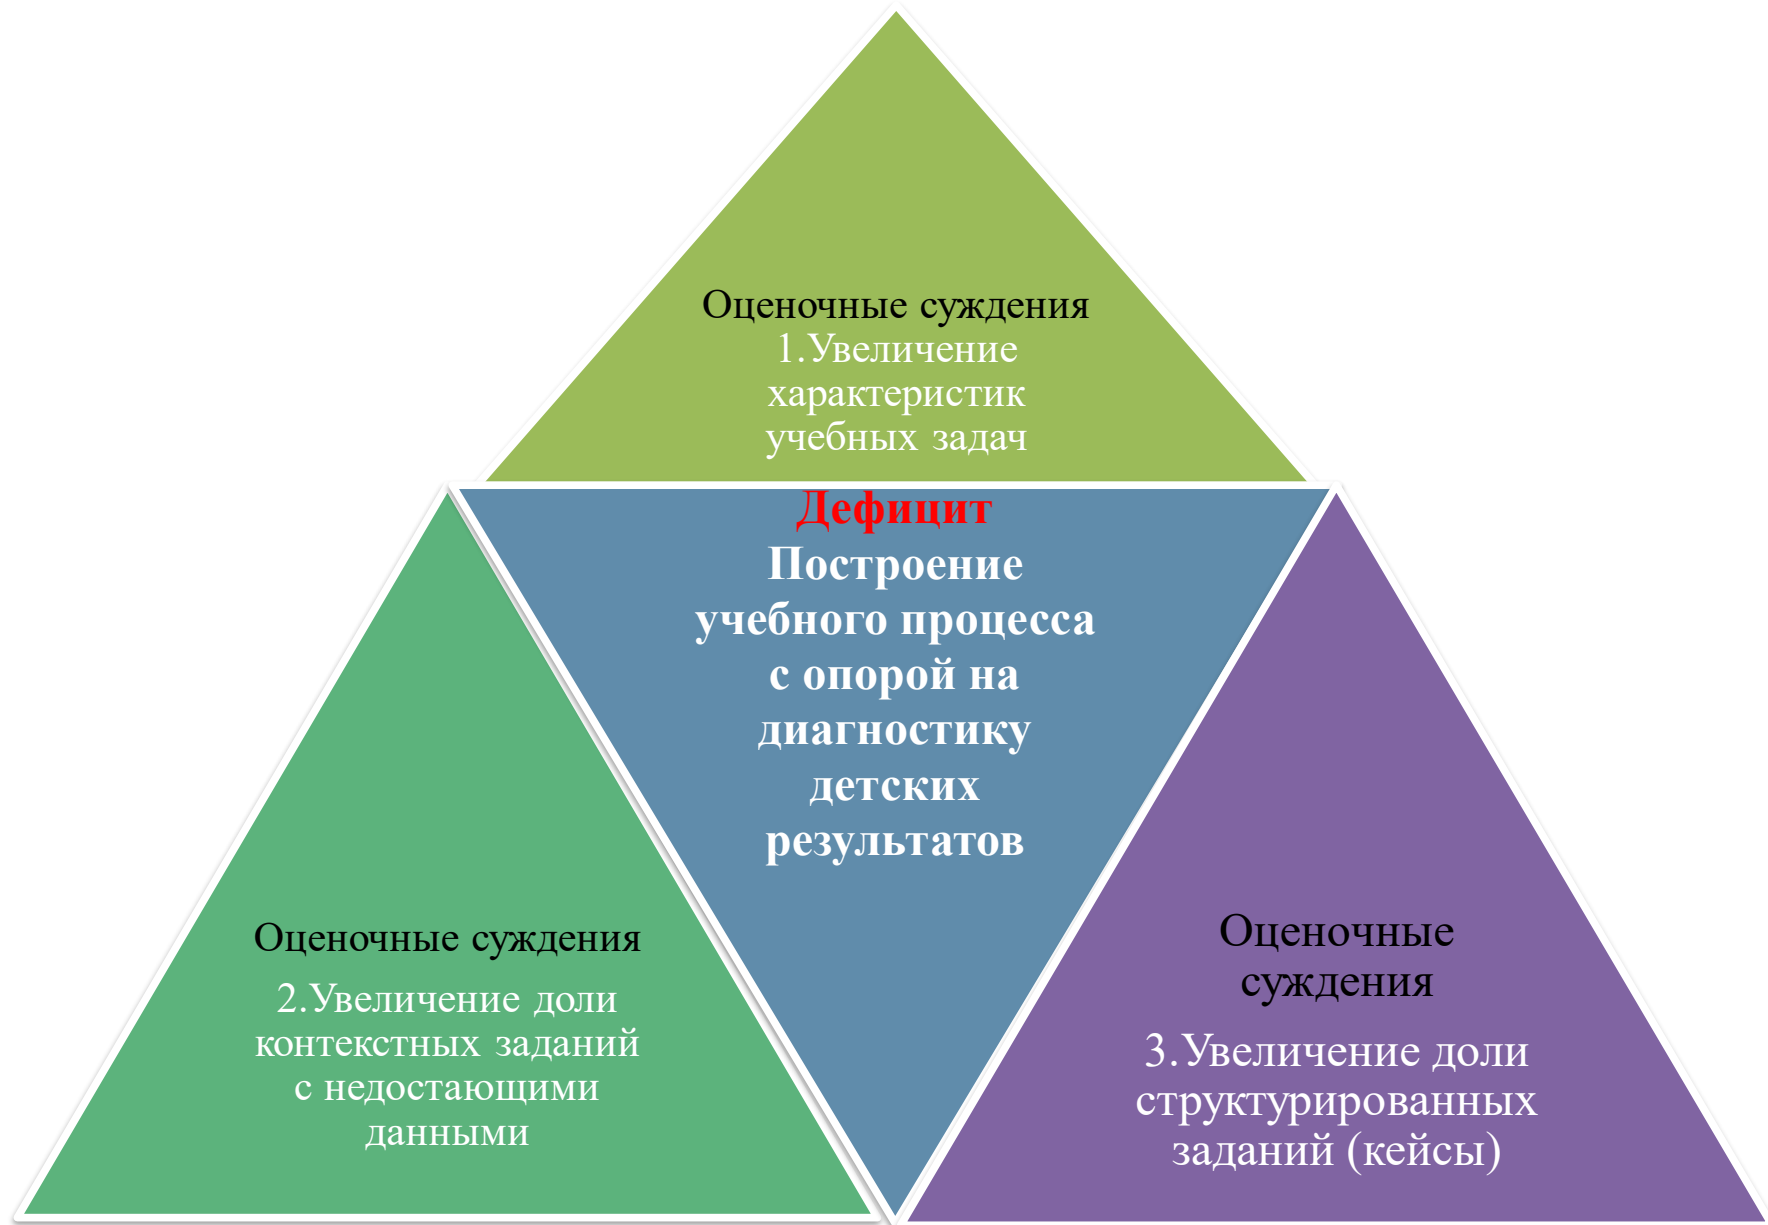 Оценочные суждения
1.Увеличение
характеристик
учебных задач
Дефицит
Построение
учебного процесса
с опорой на
диагностику
детских
результатов
Оценочные суждения
2.Увеличение доли
контекстных заданий
с недостающими
данными
Оценочные
суждения
3.Увеличение доли
структурированных
заданий (кейсы)